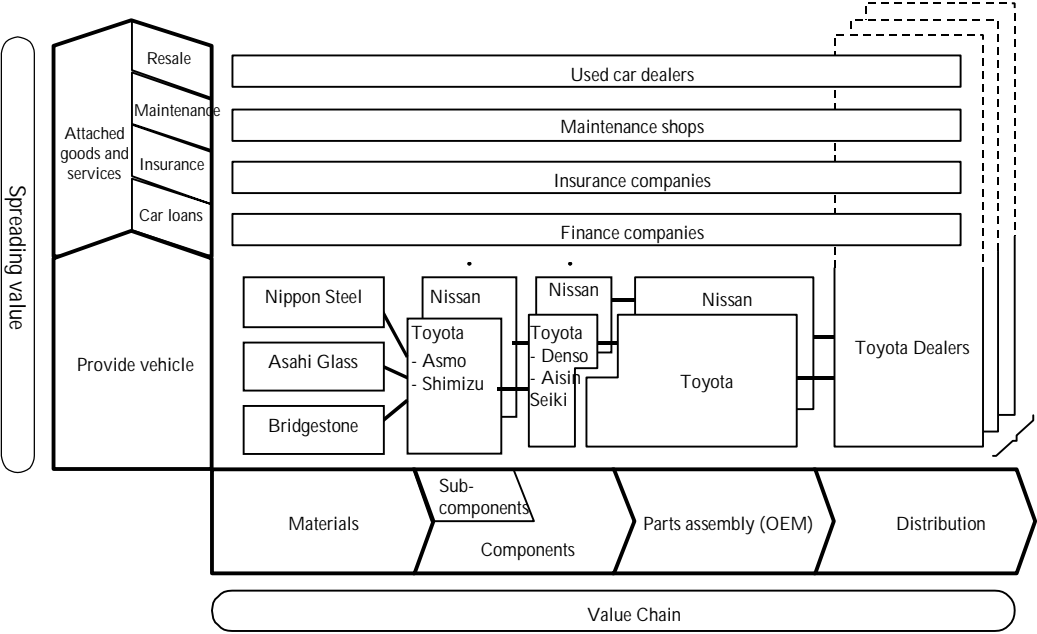 Spreading value
Attached
goods and
services
Resale
Maintenance
Insurance
Car loans
Provide vehicle
Used car dealers
Maintenance shops
Insurance companies
Finance companies
Nippon Steel
Asahi Glass
Bridgestone
Nissan
Toyota
- Asmo
- Shimizu
Nissan
Toyota
- Denso
- Aisin
Seiki
Nissan
Toyota
Toyota Dealers
Materials
Sub-
components
Components
Parts assembly (OEM)
Distribution
Value Chain